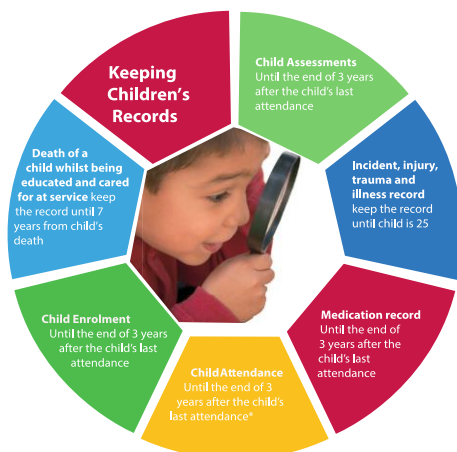 Keeping
Children's
Records
Child Assessments
Until the end of 3 years
after the child's last
attendance
Incident, injury,
trauma and
illness record
keep the record
until child is 25
Medication record
Until the end of
3 years after the
child's last
attendance
Child Attendance
Until the end of 3
years after the child's
last attendance*
Child Enrolment
Until the end of 3 years
after the child's last
attendance
Death of a
child whilst being
educated and cared
for at service keep
the record until 7
years from child's
death